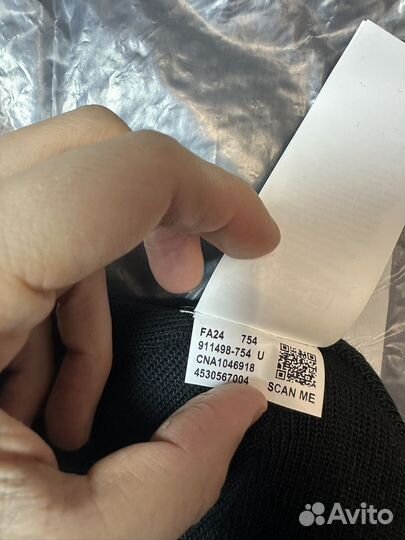 FA24 754
911498-754 U
CNA1046918
4530567004 SCAN ME
Avito